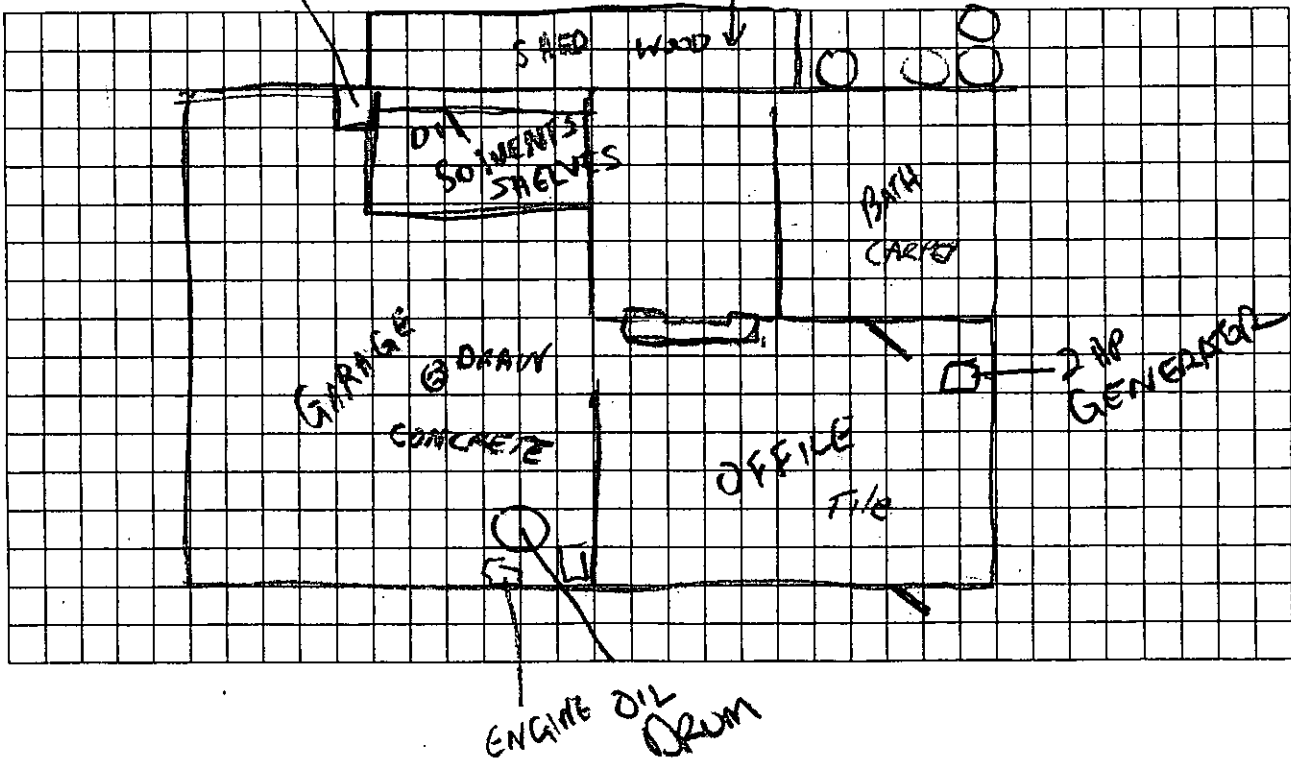 SHED WOOD
OIL
SOLVENTS
SHELVES
BATH
CARPET
GARAGE
DRAIN
CONCRETE
2 HP
GENERATOR
OFFICE
Tile
ENGINE OIL
DRUM